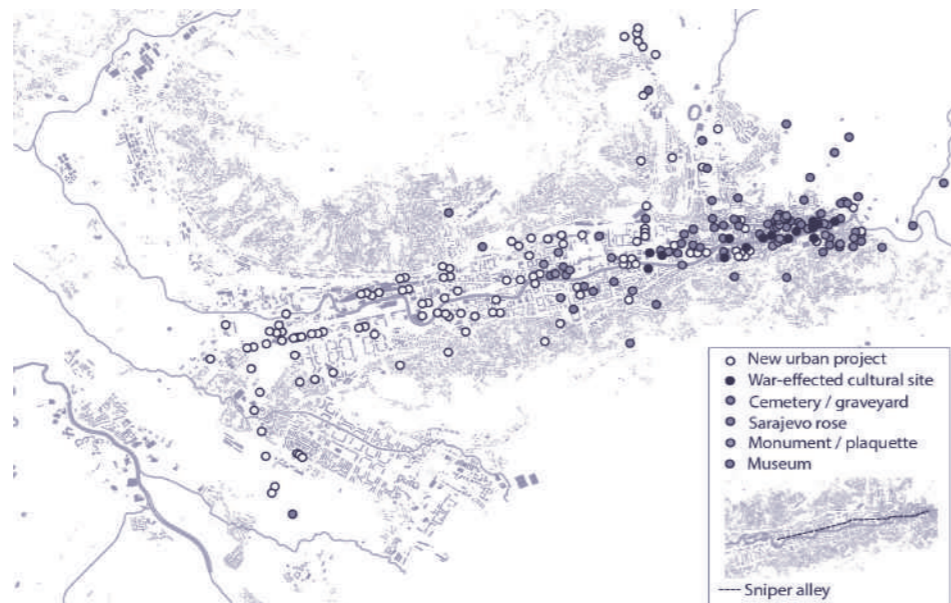 New urban project
War-effected cultural site
Cemetery / graveyard
Sarajevo rose
Monument / plaquette
Museum
Sniper alley